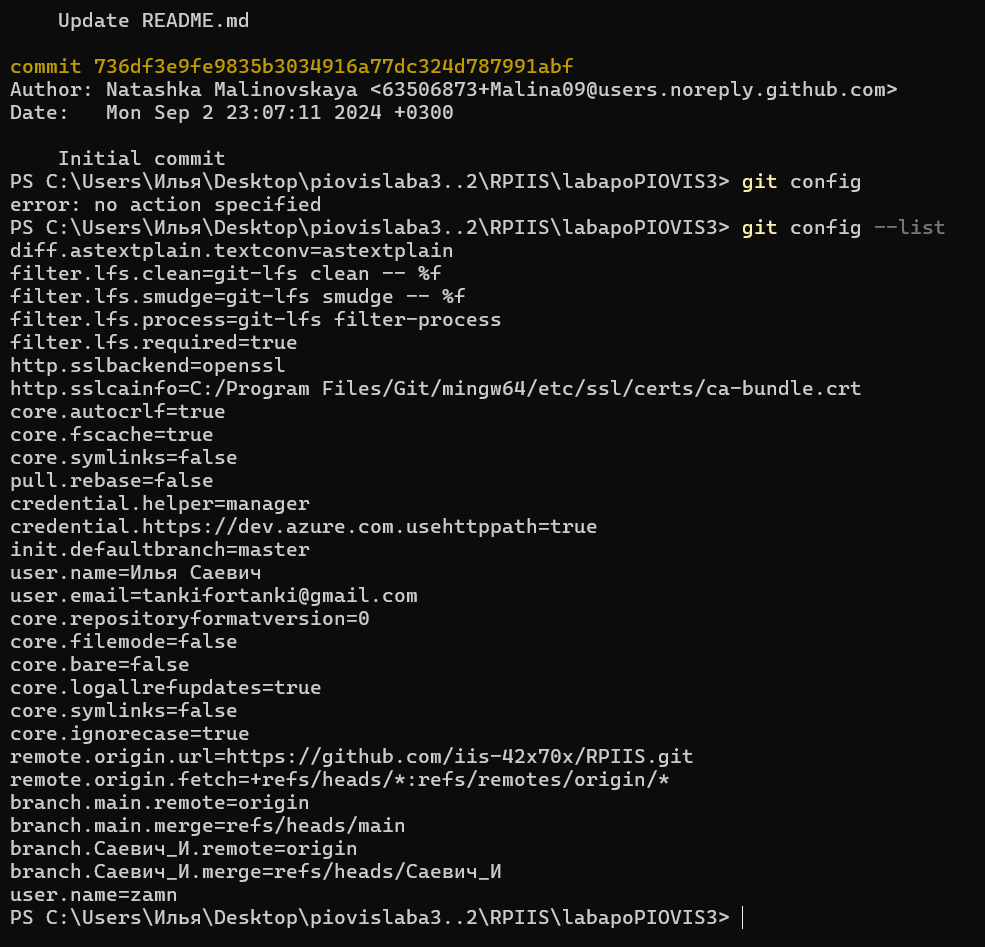 Update README.md
commit 736df3e9fe9835b3034916a77dc324d787991abf
Author: Natashka Malinovskaya <63506873+Malina09@users.noreply.github.com>
Date:   Mon Sep 2 23:07:11 2024 +0300
Initial commit
PS C:\Users\Илья\Desktop\piovislaba3..2\RPIIS\labapoPIOVIS3> git config
error: no action specified
PS C:\Users\Илья\Desktop\piovislaba3..2\RPIIS\labapoPIOVIS3> git config --list
diff.astextplain.textconv=astextplain
filter.lfs.clean=git-lfs clean -- %f
filter.lfs.smudge=git-lfs smudge -- %f
filter.lfs.process=git-lfs filter-process
filter.lfs.required=true
http.sslbackend=openssl
http.sslcainfo=C:/Program Files/Git/mingw64/etc/ssl/certs/ca-bundle.crt
core.autocrlf=true
core.fscache=true
core.symlinks=false
pull.rebase=false
credential.helper=manager
credential.https://dev.azure.com.usehttppath=true
init.defaultbranch=master
user.name=Илья Саевич
user.email=tankifortanki@gmail.com
core.repositoryformatversion=0
core.filemode=false
core.bare=false
core.logallrefupdates=true
core.symlinks=false
core.ignorecase=true
remote.origin.url=https://github.com/iis-42x70x/RPIIS.git
remote.origin.fetch=+refs/heads/*:refs/remotes/origin/*
branch.main.remote=origin
branch.main.merge=refs/heads/main
branch.Саевич_И.remote=origin
branch.Саевич_И.merge=refs/heads/Саевич_И
user.name=zamn
PS C:\Users\Илья\Desktop\piovislaba3..2\RPIIS\labapoPIOVIS3>